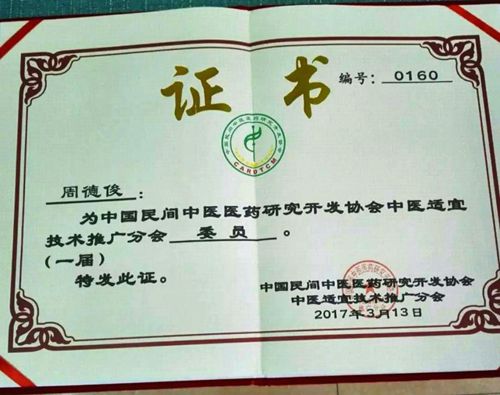 证书
编号：0160
CARDTCM
周德俊：
为中国民间中医医药研究开发协会中医适宜
技术推广分会 委员 。
(一届)
特发此证。
中国民间中医医药研究开发协会
中医适宜技术推广分会
2017年3月13日